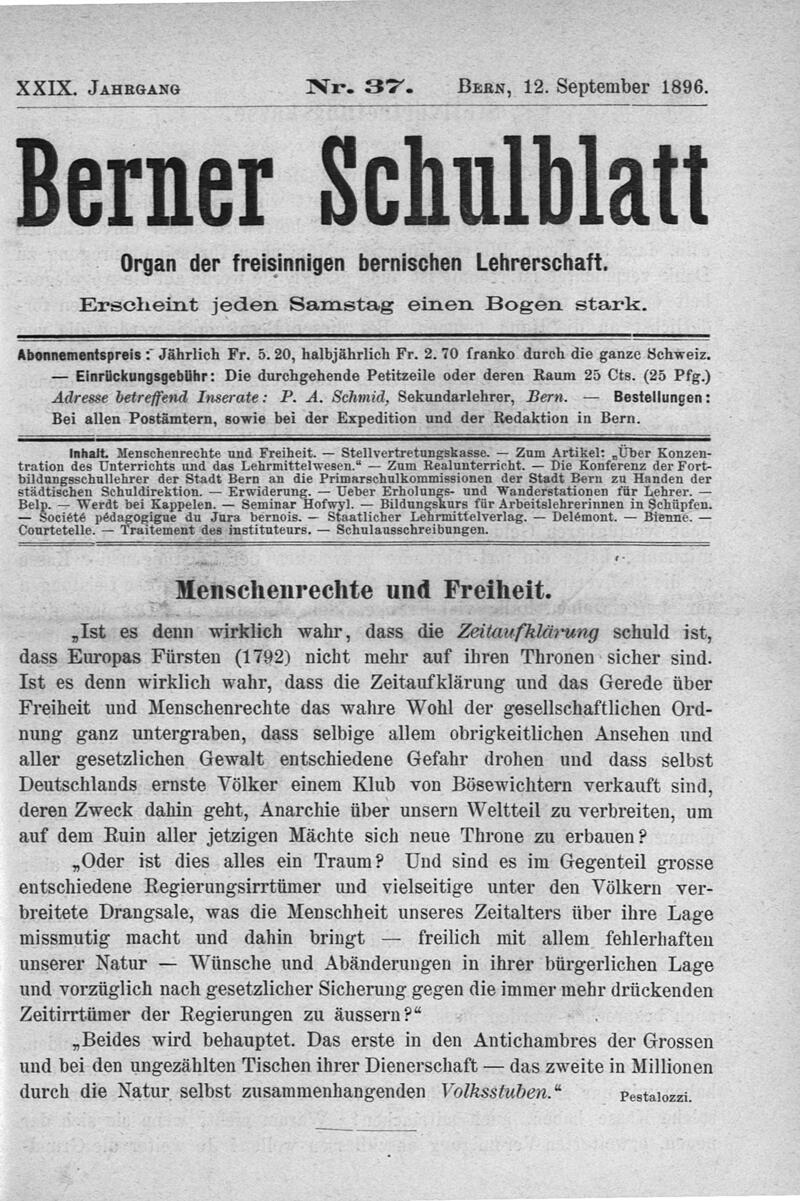 XXIX. Jahrgang Nr. 37. Bern, 12. September 1896.
Berner Schulblatt
Organ der freisinnigen bernischen Lehrerschaft.
Erscheint jeden Samstag einen Bogen stark.
Abonnementspreis: Jährlich Fr. 5.20, halbjährlich Fr. 2.70 franko durch die ganze Schweiz.
— Einrückungsgebühr: Die durchgehende Petitzeile oder deren Raum 25 Cts. (25 Pfg.)
Adresse betreffend Inserate: P. A. Schmid, Sekundarlehrer, Bern. — Bestellungen:
Bei allen Postämtern, sowie bei der Expedition und der Redaktion in Bern.
Inhalt. Menschenrechte und Freiheit. — Stellvertretungskasse. — Zum Artikel: „Über Konzen-
tration des Unterrichts und das Lehrmittelwesen.“ — Zum Realunterricht. — Die Konferenz der Fort-
bildungsschullehrer der Stadt Bern an die Primarschulkommissionen der Stadt Bern zu Handen der
städtischen Schuldirektion. — Erwiderung. — Ueber Erholungs- und Wanderstationen für Lehrer. —
Belp. — Werdt bei Kappelen. — Seminar Hofwyl. — Bildungskurs für Arbeitslehrerinnen in Schüpfen.
— Société pédagogigue du Jura bernois. — Staatlicher Lehrmittelverlag. — Delémont. — Bienne. —
Courtetelle. — Traitement des instituteurs. — Schulausschreibungen.
Menschenrechte und Freiheit.
„Ist es denn wirklich wahr, dass die Zeitaufklärung schuld ist,
dass Europas Fürsten (1792) nicht mehr auf ihren Thronen sicher sind.
Ist es denn wirklich wahr, dass die Zeitaufklärung und das Gerede über
Freiheit und Menschenrechte das wahre Wohl der gesellschaftlichen Ord-
nung ganz untergraben, dass selbige allem obrigkeitlichen Ansehen und
aller gesetzlichen Gewalt entschiedene Gefahr drohen und dass selbst
Deutschlands ernste Völker einem Klub von Bösewichtern verkauft sind,
deren Zweck dahin geht, Anarchie über unsern Weltteil zu verbreiten, um
auf dem Ruin aller jetzigen Mächte sich neue Throne zu erbauen?
„Oder ist dies alles ein Traum? Und sind es im Gegenteil grosse
entschiedene Regierungsirrtümer und vielseitige unter den Völkern ver-
breitete Drangsale, was die Menschheit unseres Zeitalters über ihre Lage
missmutig macht und dahin bringt — freilich mit allem fehlerhaften
unserer Natur — Wünsche und Abänderungen in ihrer bürgerlichen Lage
und vorzüglich nach gesetzlicher Sicherung gegen die immer mehr drückenden
Zeitirrtümer der Regierungen zu äussern?“
„Beides wird behauptet. Das erste in den Antichambres der Grossen
und bei den ungezählten Tischen ihrer Dienerschaft — das zweite in Millionen
durch die Natur selbst zusammenhangenden Volksstuben.“ Pestalozzi.